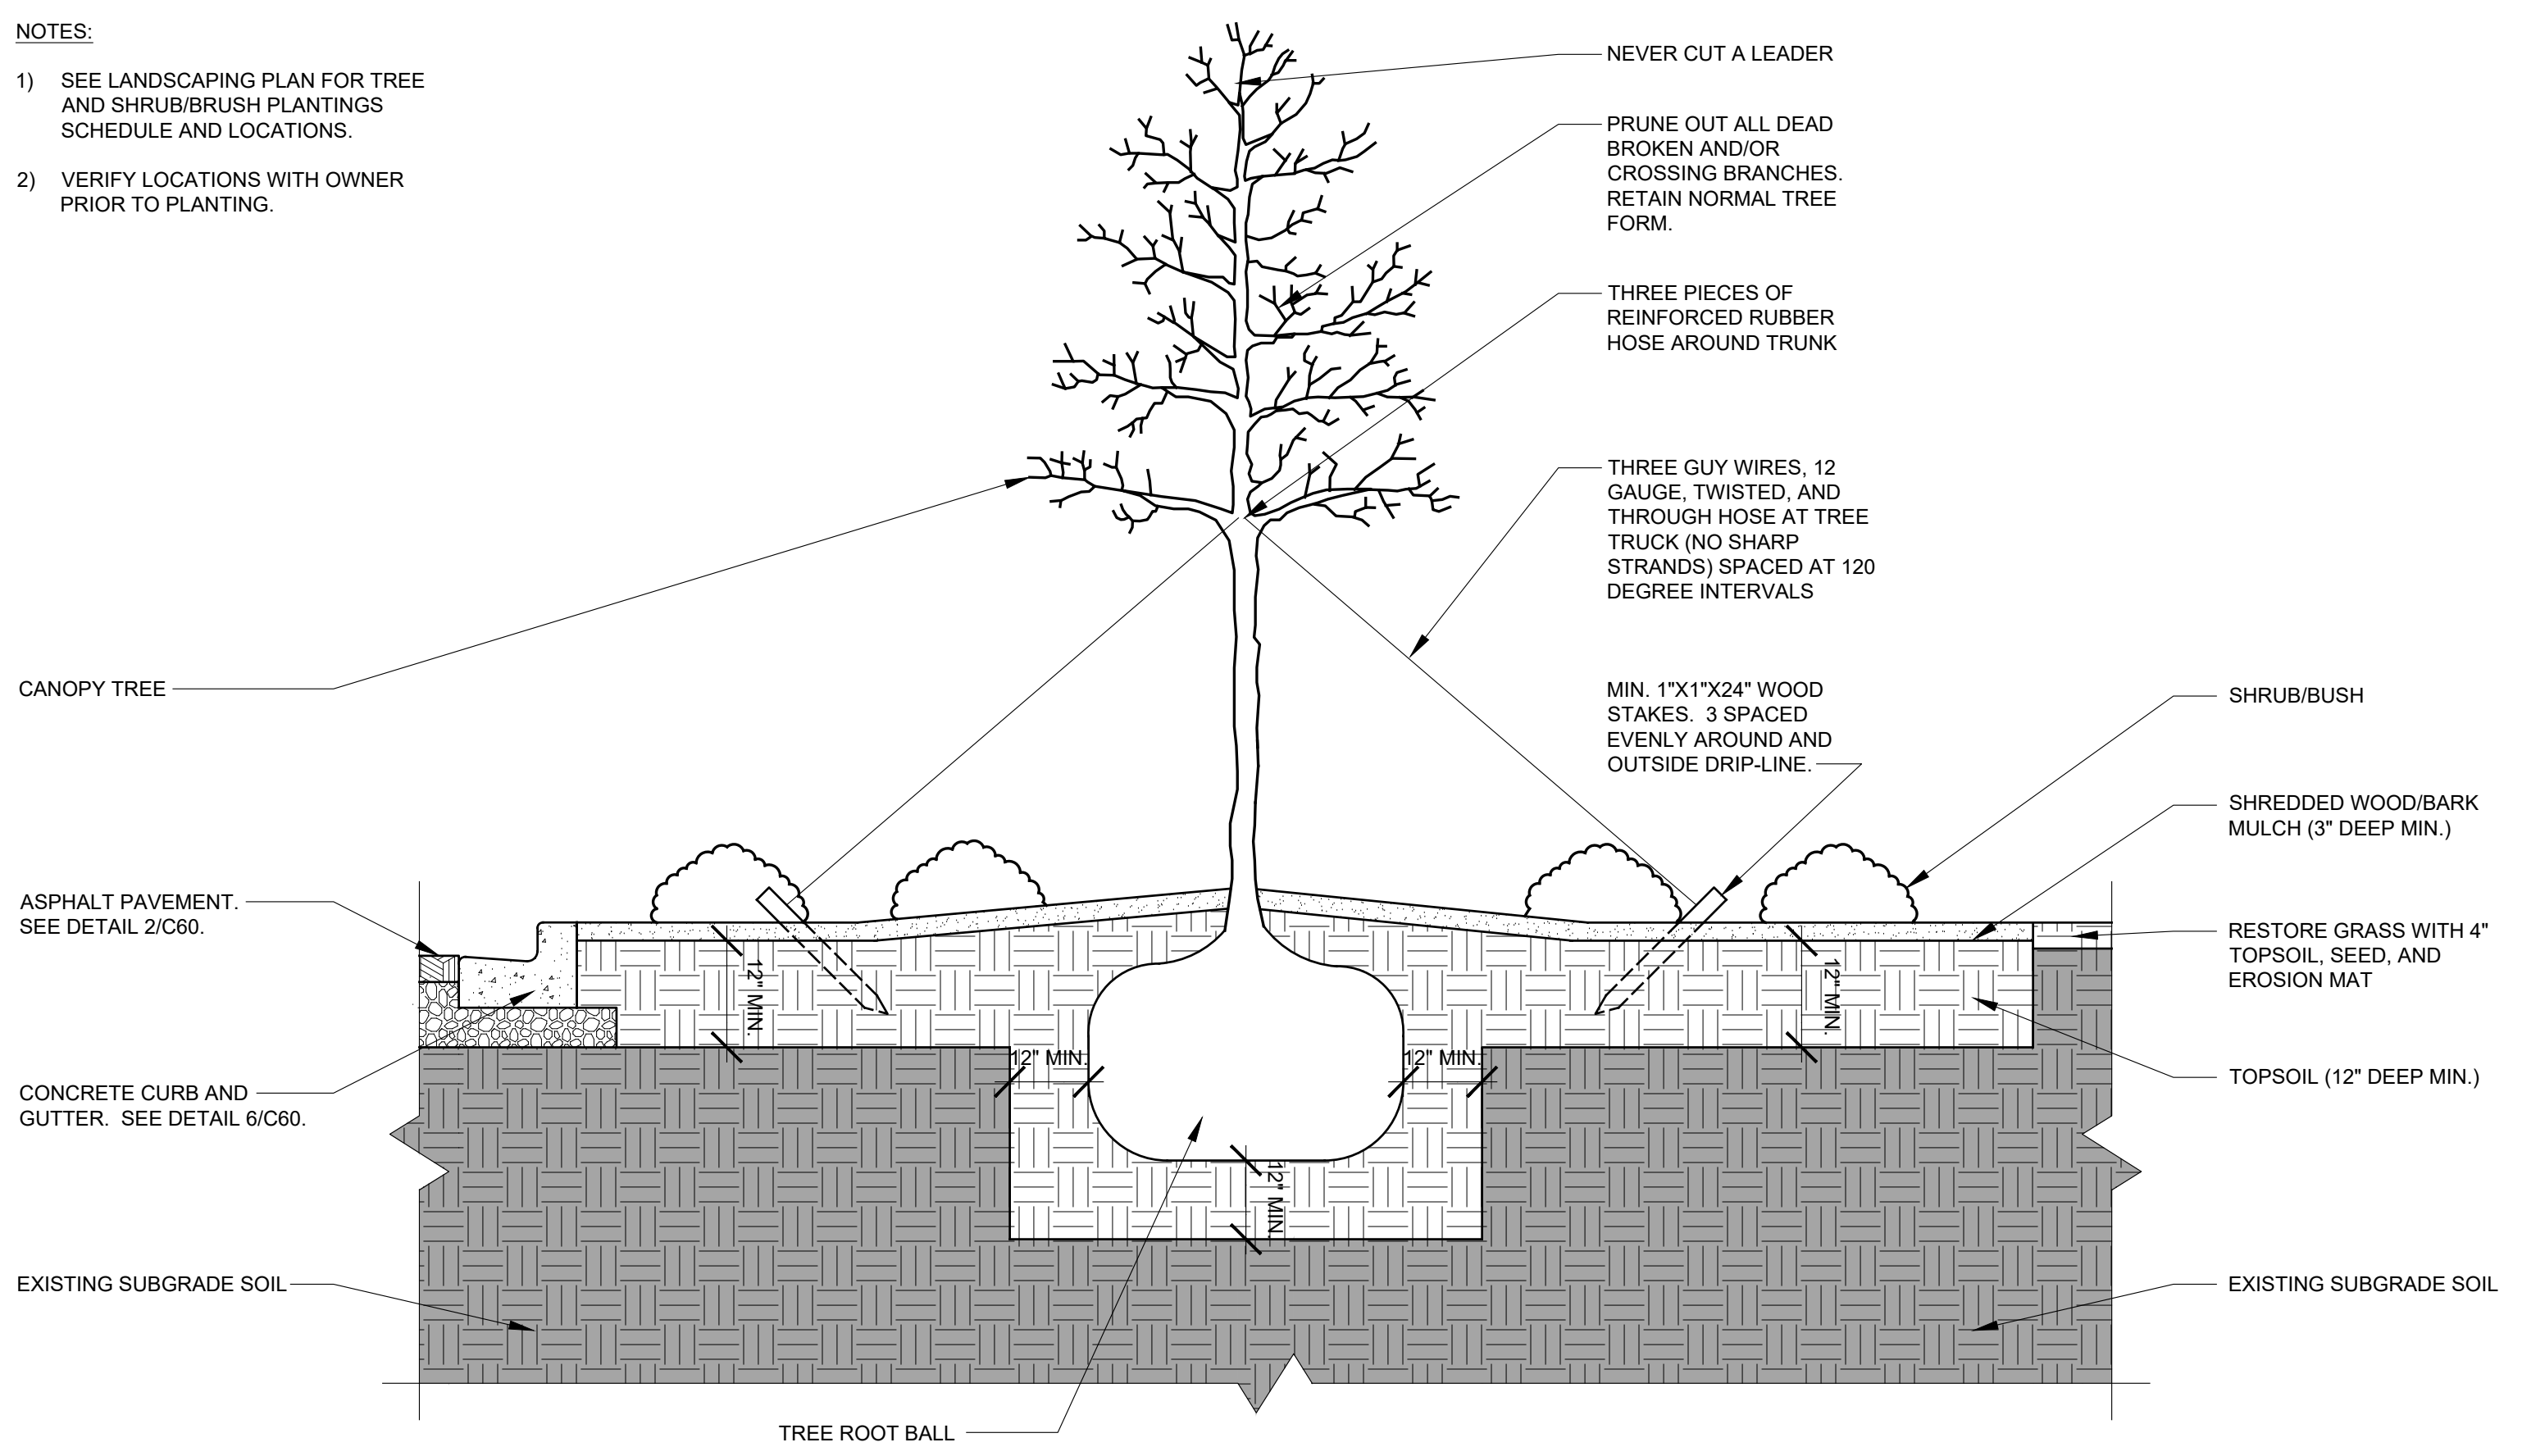 NOTES:
1) SEE LANDSCAPING PLAN FOR TREE
AND SHRUB/BRUSH PLANTINGS
SCHEDULE AND LOCATIONS.
2) VERIFY LOCATIONS WITH OWNER
PRIOR TO PLANTING.
NEVER CUT A LEADER
PRUNE OUT ALL DEAD
BROKEN AND/OR
CROSSING BRANCHES.
RETAIN NORMAL TREE
FORM.
THREE PIECES OF
REINFORCED RUBBER
HOSE AROUND TRUNK
THREE GUY WIRES, 12
GAUGE, TWISTED, AND
THROUGH HOSE AT TREE
TRUCK (NO SHARP
STRANDS) SPACED AT 120
DEGREE INTERVALS
MIN. 1"X1"X24" WOOD
STAKES. 3 SPACED
EVENLY AROUND AND
OUTSIDE DRIP-LINE.
CANOPY TREE
ASPHALT PAVEMENT.
SEE DETAIL 2/C60.
CONCRETE CURB AND
GUTTER. SEE DETAIL 6/C60.
EXISTING SUBGRADE SOIL
SHRUB/BUSH
SHREDDED WOOD/BARK
MULCH (3" DEEP MIN.)
RESTORE GRASS WITH 4"
TOPSOIL, SEED, AND
EROSION MAT
TOPSOIL (12" DEEP MIN.)
EXISTING SUBGRADE SOIL
12" MIN.
12" MIN.
12" MIN.
12" MIN.
12" MIN.
TREE ROOT BALL